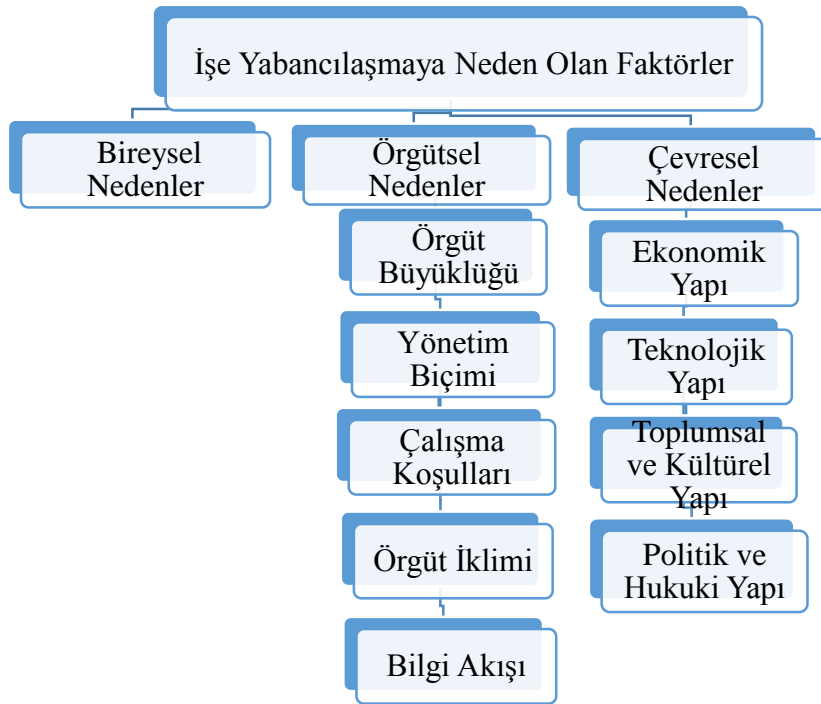 İşe Yabancılaşmaya Neden Olan Faktörler
Bireysel
Nedenler
Örgütsel
Nedenler
Örgüt
Büyüklüğü
Yönetim
Biçimi
Çalışma
Koşulları
Örgüt İklimi
Bilgi Akışı
Çevresel
Nedenler
Ekonomik
Yapı
Teknolojik
Yapı
Toplumsal
ve Kültürel
Yapı
Politik ve
Hukuki Yapı